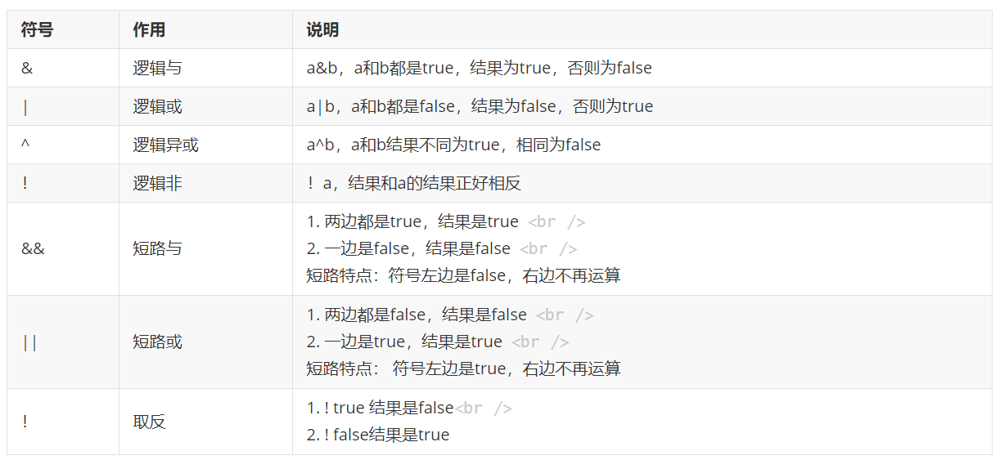 符号 作用 说明
& 逻辑与 a&b，a和b都是true，结果为true，否则为false
| 逻辑或 a|b，a和b都是false，结果为false，否则为true
^ 逻辑异或 a^b，a和b结果不同为true，相同为false
! 逻辑非 ！a，结果和a的结果正好相反
1. 两边都是true，结果是true <br />
&& 短路与 2. 一边是false，结果是false <br />
短路特点：符号左边是false，右边不再运算
1. 两边都是false，结果是false <br />
|| 短路或 2. 一边是true，结果是true <br />
短路特点： 符号左边是true，右边不再运算
! 取反 1. ! true 结果是false<br />
2. ! false结果是true